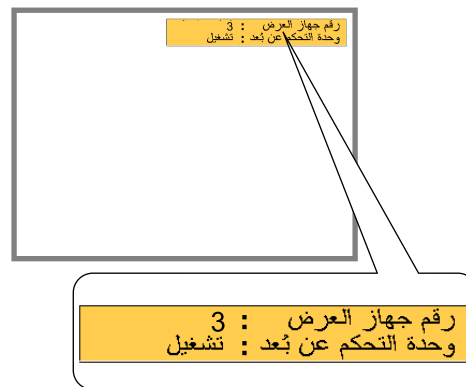 رقم جهاز العرض : 3
وحدة التحكم عن بُعد : تشغيل
رقم جهاز العرض : 3
وحدة التحكم عن بُعد : تشغيل